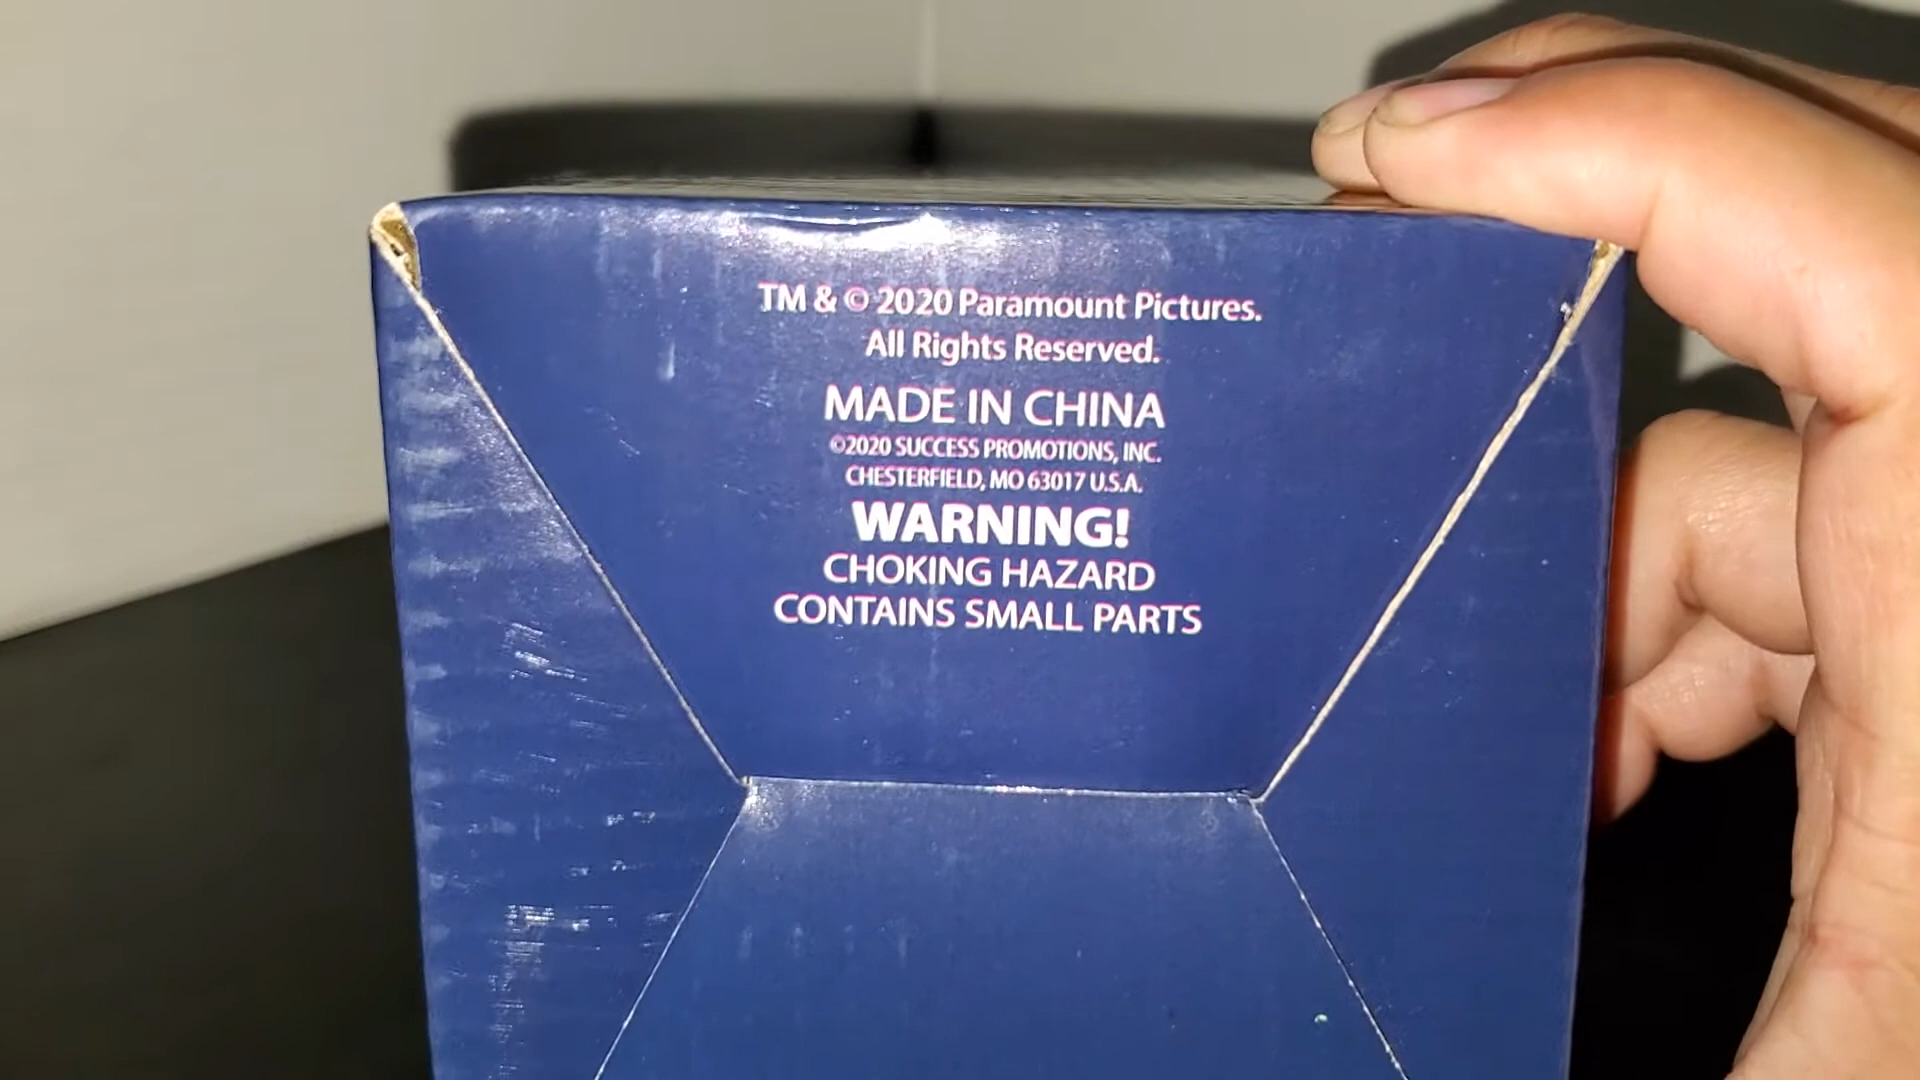 TM & © 2020 Paramount Pictures.
All Rights Reserved.
MADE IN CHINA
©2020 SUCCESS PROMOTIONS, INC.
CHESTERFIELD, MO 63017 U.S.A.
WARNING!
CHOKING HAZARD
CONTAINS SMALL PARTS